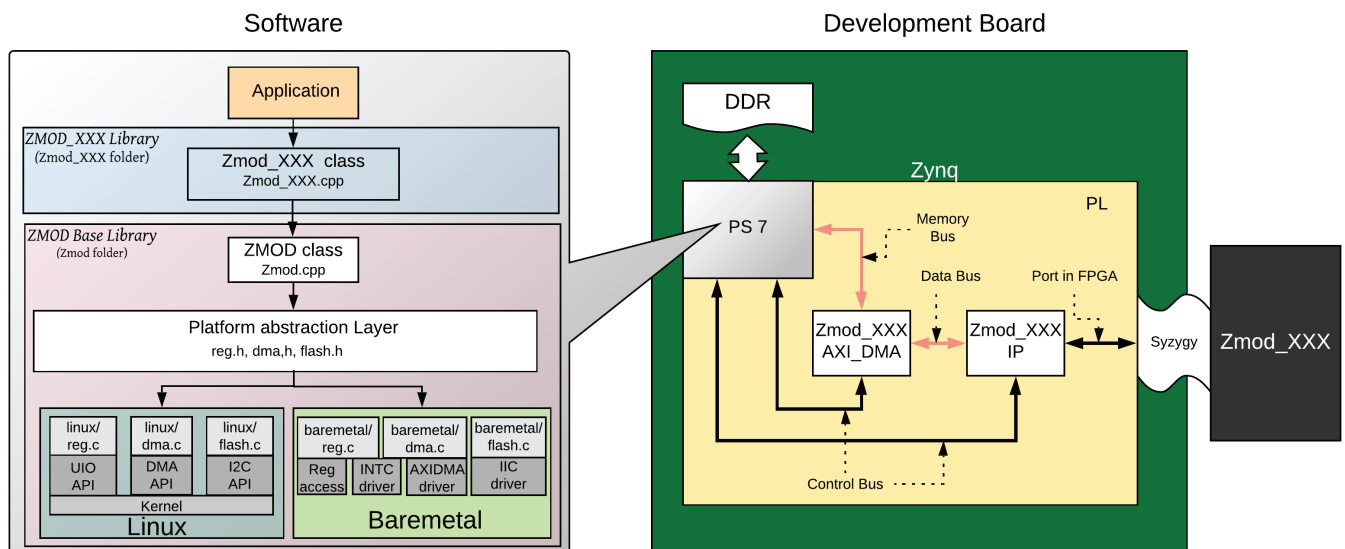 Software
Development Board
Application
ZMOD_XXX Library
(Zmod_XXX folder)
Zmod_XXX class
Zmod_XXX.cpp
ZMOD Base Library
(Zmod folder)
ZMOD class
Zmod.cpp
Platform abstraction Layer
reg.h, dma,h, flash.h
linux/
reg.c
UIO
API
linux/
dma.c
DMA
API
linux/
flash.c
I2C
API
Kernel
Linux
baremetal/
reg.c
baremetal/
dma.c
baremetal/
flash.c
Reg
access
INTC
driver
AXIDMA
driver
IIC
driver
Baremetal
DDR
Zynq
PS 7
PL
Memory
Bus
Data Bus
Port in FPGA
Zmod_XXX
AXI_DMA
Zmod_XXX
IP
Control Bus
Syzygy
Zmod_XXX